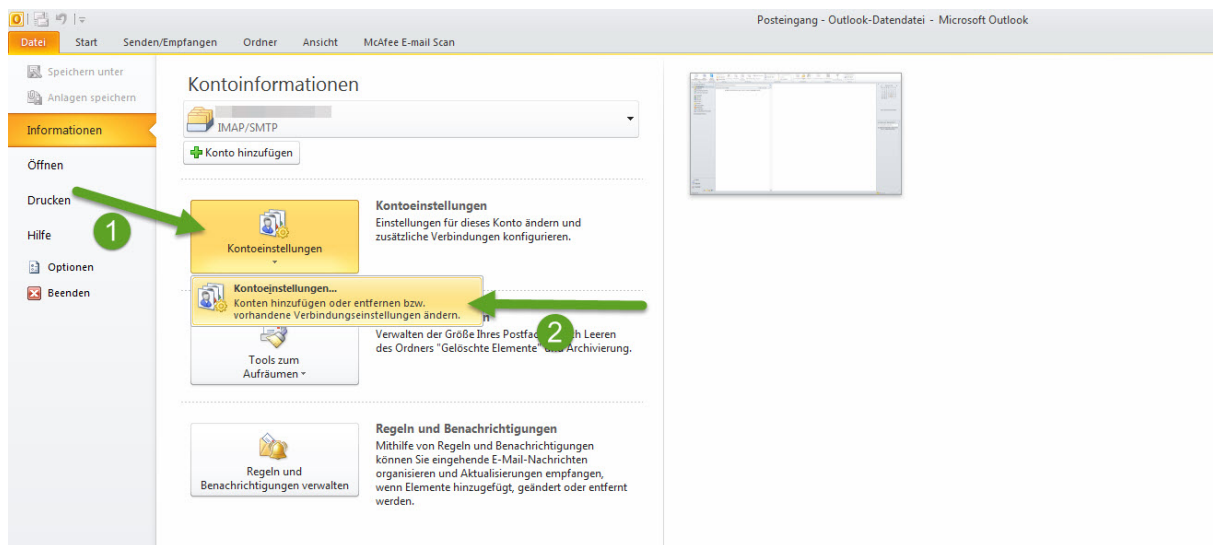 Posteingang - Outlook-Datendatei - Microsoft Outlook
Datei Start Senden/Empfangen Ordner Ansicht McAfee E-mail Scan
Speichern unter
Anlagen speichern
Informationen
Öffnen
Drucken
Hilfe
Optionen
Beenden
Kontoinformationen
IMAP/SMTP
Konto hinzufügen
1
Kontoeinstellungen
Kontoeinstellungen
Einstellungen für dieses Konto ändern und
zusätzliche Verbindungen konfigurieren.
Kontoeinstellungen...
Konten hinzufügen oder entfernen bzw.
vorhandene Verbindungseinstellungen ändern.
2
Tools zum
Aufräumen
Verwalten der Größe Ihres Leeren
des Ordners "Gelöschte Elemente" Archivierung.
Regeln und
Benachrichtigungen verwalten
Regeln und Benachrichtigungen
Mithilfe von Regeln und Benachrichtigungen
können Sie eingehende E-Mail-Nachrichten
organisieren und Aktualisierungen empfangen,
wenn Elemente hinzugefügt, geändert oder entfernt
werden.